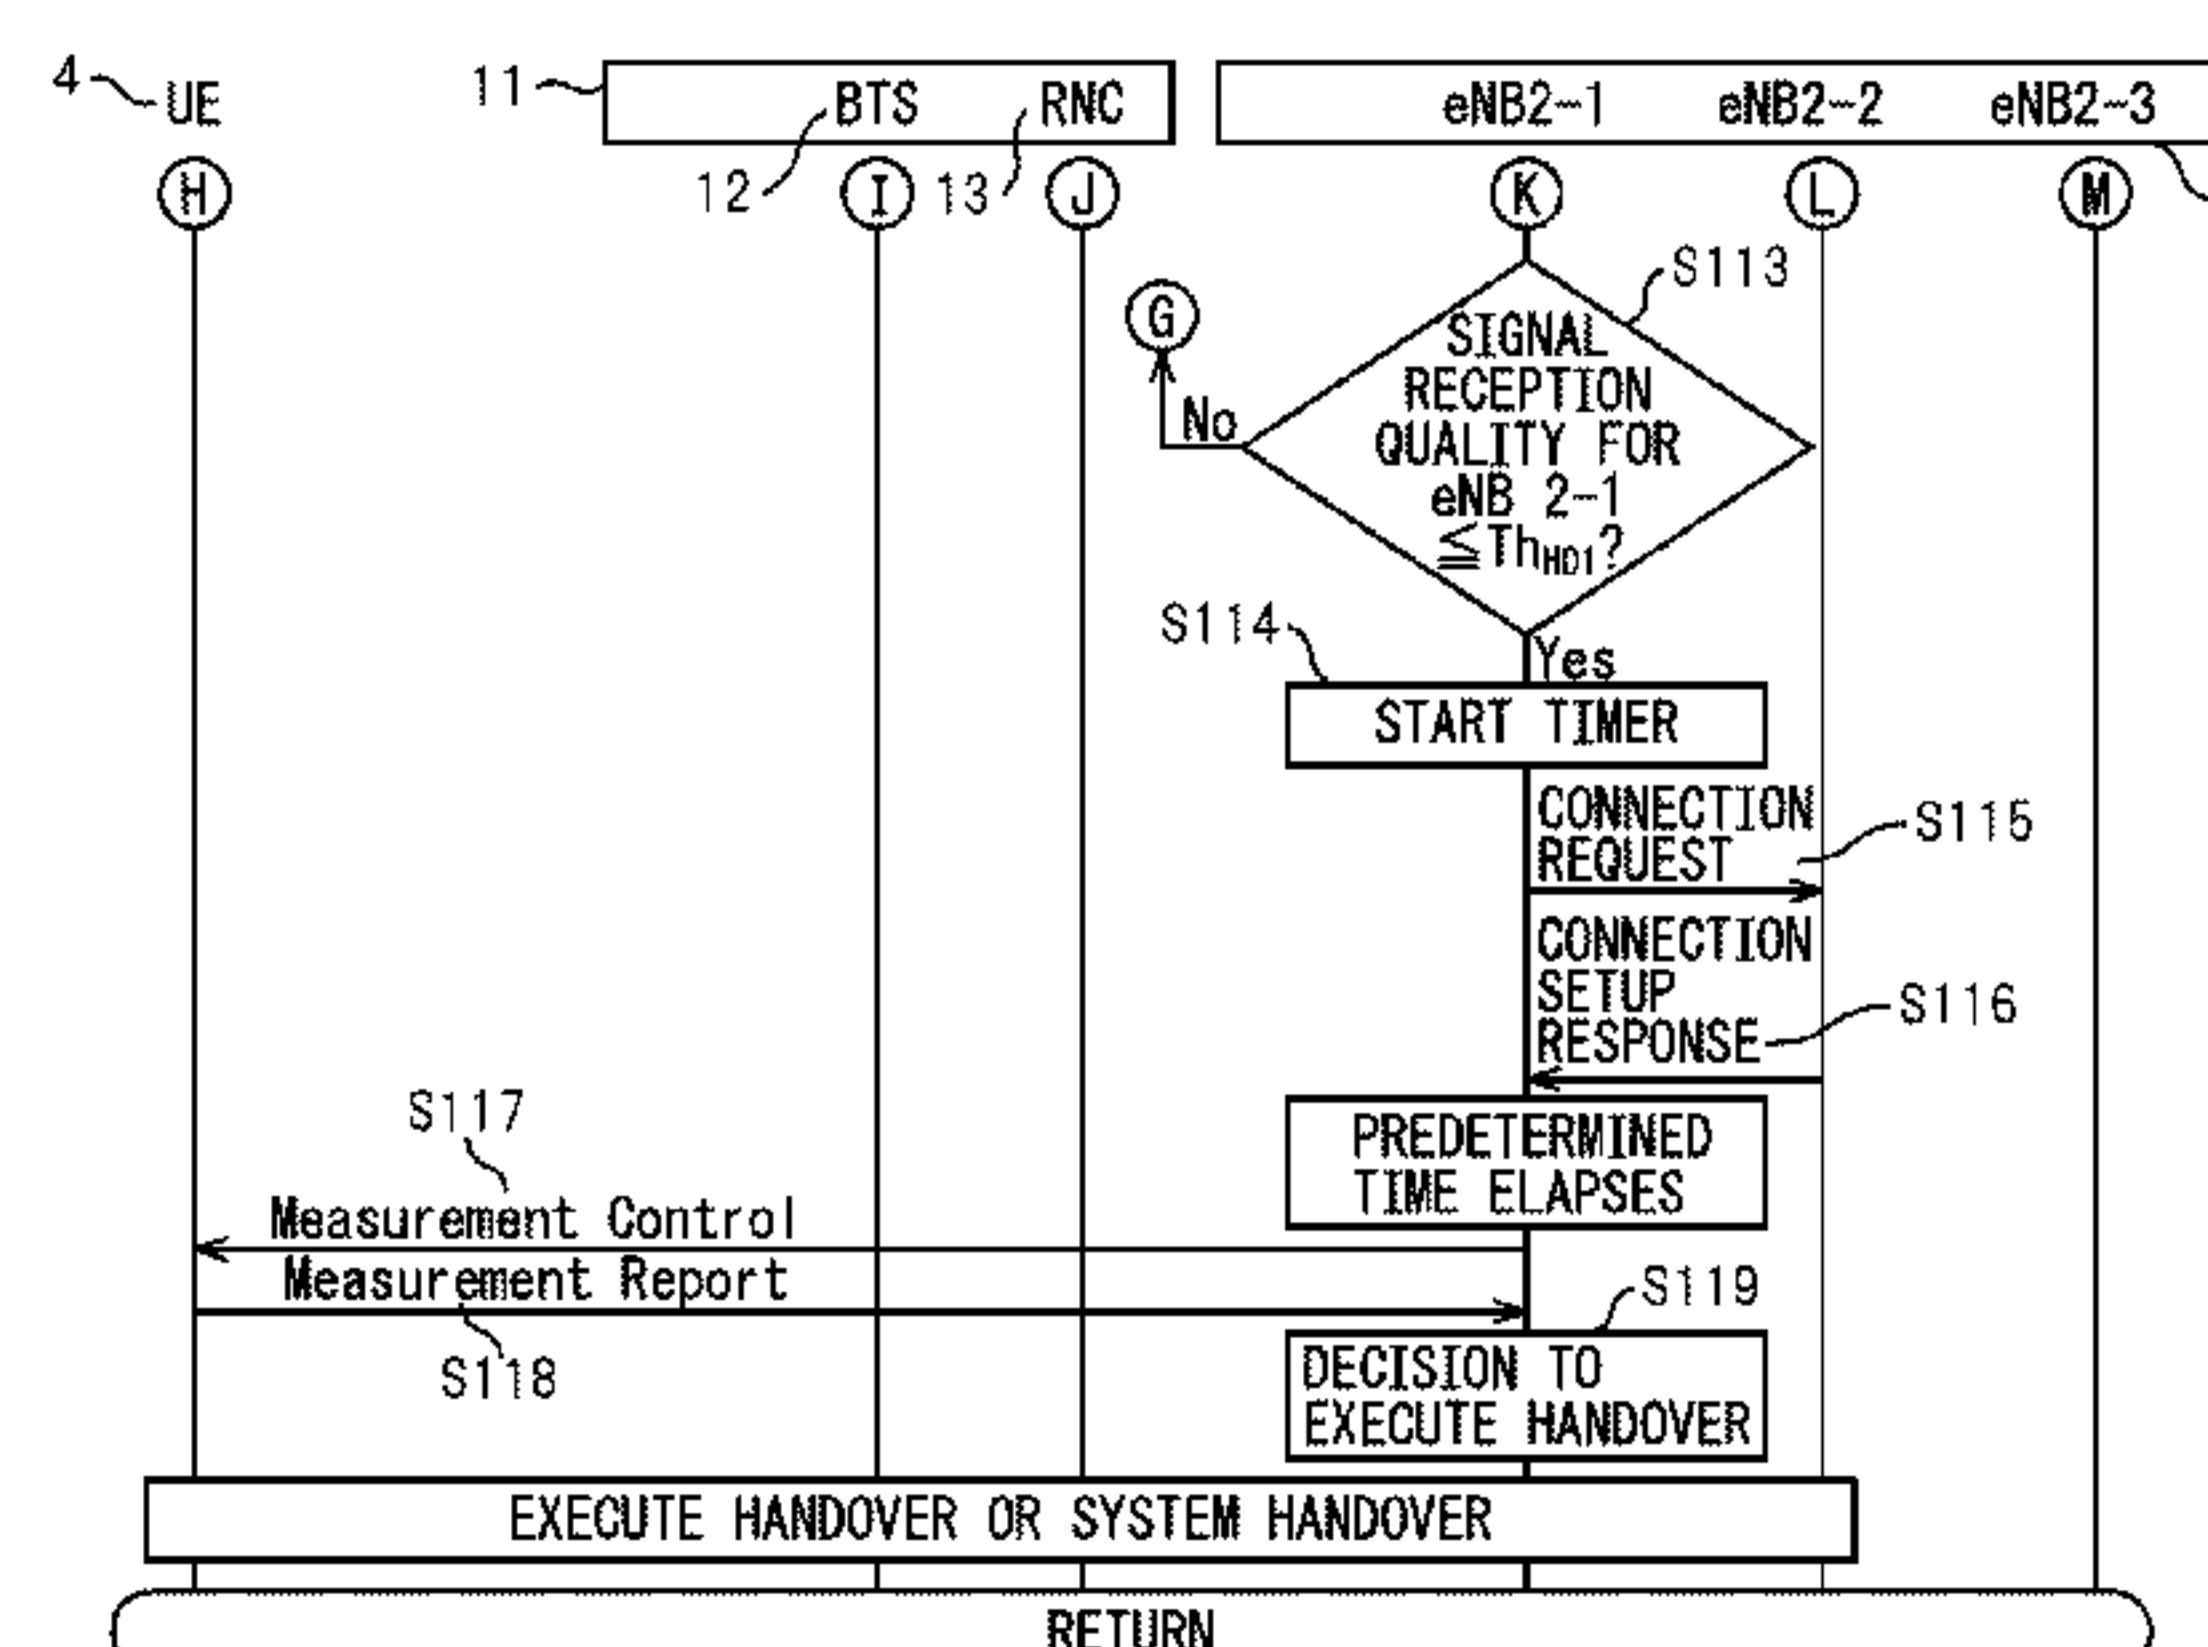 4 UE 11 BTS RNC eNB2-1 eNB2-2 eNB2-3
12 13
H I J K L M
S113
G
No
SIGNAL
RECEPTION
QUALITY FOR
eNB 2-1
≦ThHO1?
S114
Yes
START TIMER
CONNECTION
REQUEST
S115
CONNECTION
SETUP
RESPONSE
S116
PREDETERMINED
TIME ELAPSES
S117
Measurement Control
Measurement Report
S118
S119
DECISION TO
EXECUTE HANDOVER
EXECUTE HANDOVER OR SYSTEM HANDOVER
RETURN